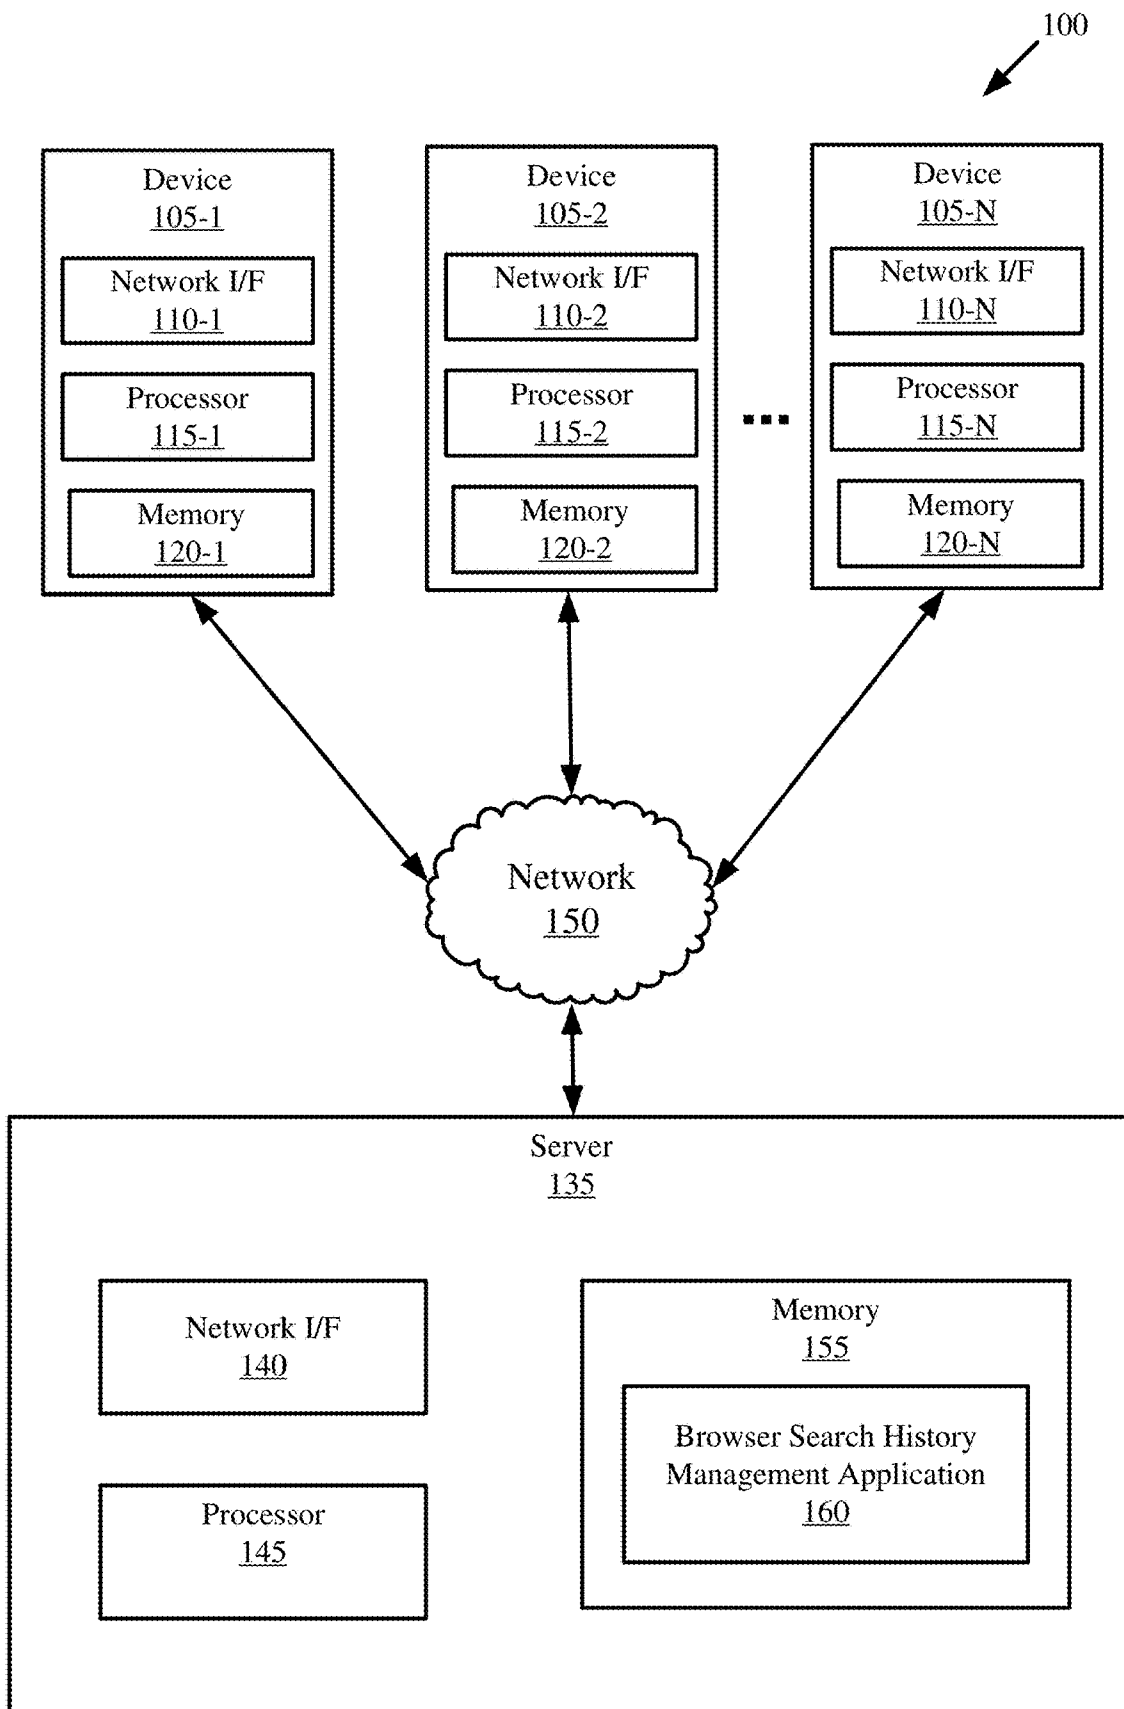 100
Device
105-1
Network I/F
110-1
Processor
115-1
Memory
120-1
Device
105-2
Network I/F
110-2
Processor
115-2
Memory
120-2
...
Device
105-N
Network I/F
110-N
Processor
115-N
Memory
120-N
Network
150
Server
135
Network I/F
140
Processor
145
Memory
155
Browser Search History
Management Application
160